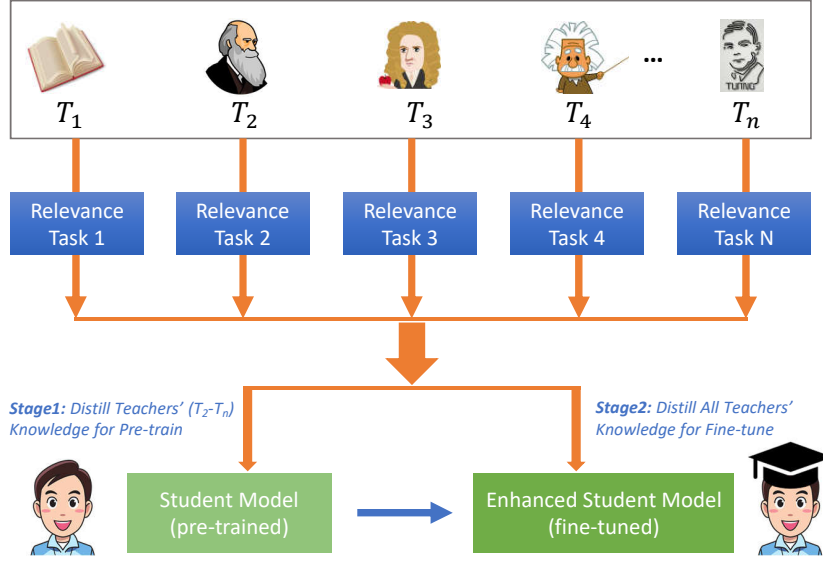 ...
T₁ T₂ T₃ T₄ Tₙ
TURING
Relevance Task 1
Relevance Task 2
Relevance Task 3
Relevance Task 4
Relevance Task N
Stage1: Distill Teachers’ (T₂-Tₙ)
Knowledge for Pre-train
Stage2: Distill All Teachers’
Knowledge for Fine-tune
Student Model
(pre-trained)
Enhanced Student Model
(fine-tuned)